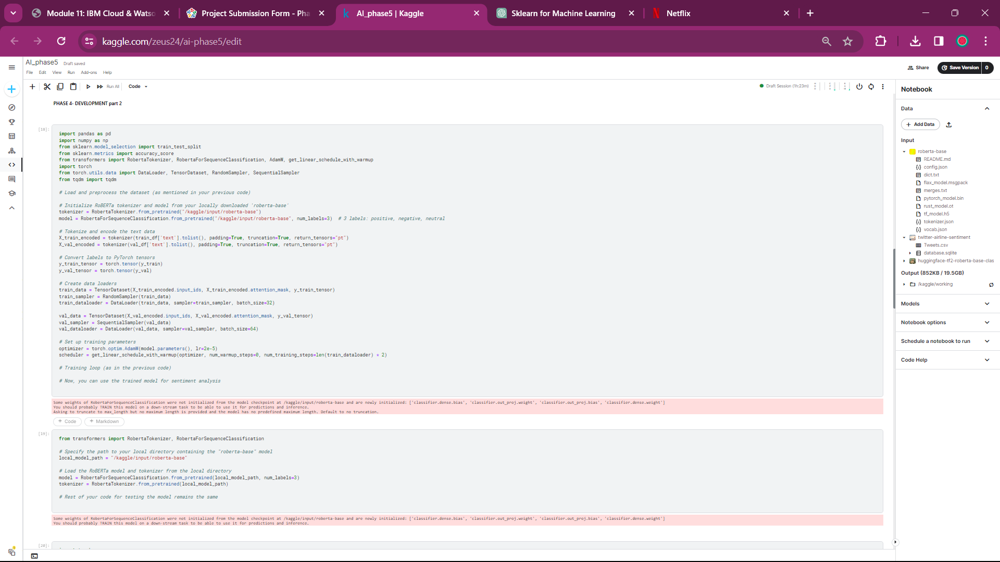 Module 11: IBM Cloud & Watso
Project Submission Form - Pha
AI_phase5 | Kaggle
Sklearn for Machine Learning
Netflix
kaggle.com/zeus24/ai-phase5/edit
AI_phase5 Draft saved
File Edit View Run Add-ons Help
Share
Save Version 0
Run All Code
Draft Session (1h:23m)
PHASE 4- DEVELOPMENT part 2
[18]:
import pandas as pd
import numpy as np
from sklearn.model_selection import train_test_split
from sklearn.metrics import accuracy_score
from transformers import RobertaTokenizer, RobertaForSequenceClassification, AdamW, get_linear_schedule_with_warmup
import torch
from torch.utils.data import DataLoader, TensorDataset, RandomSampler, SequentialSampler
from tqdm import tqdm
# Load and preprocess the dataset (as mentioned in your previous code)
# Initialize RoBERTa tokenizer and model from your locally downloaded 'roberta-base'
tokenizer = RobertaTokenizer.from_pretrained("/kaggle/input/roberta-base")
model = RobertaForSequenceClassification.from_pretrained("/kaggle/input/roberta-base", num_labels=3)  # 3 labels: positive, negative, neutral
# Tokenize and encode the text data
X_train_encoded = tokenizer(train_df['text'].tolist(), padding=True, truncation=True, return_tensors="pt")
X_val_encoded = tokenizer(val_df['text'].tolist(), padding=True, truncation=True, return_tensors="pt")
# Convert labels to PyTorch tensors
y_train_tensor = torch.tensor(y_train)
y_val_tensor = torch.tensor(y_val)
# Create data loaders
train_data = TensorDataset(X_train_encoded.input_ids, X_train_encoded.attention_mask, y_train_tensor)
train_sampler = RandomSampler(train_data)
train_dataloader = DataLoader(train_data, sampler=train_sampler, batch_size=32)
val_data = TensorDataset(X_val_encoded.input_ids, X_val_encoded.attention_mask, y_val_tensor)
val_sampler = SequentialSampler(val_data)
val_dataloader = DataLoader(val_data, sampler=val_sampler, batch_size=64)
# Set up training parameters
optimizer = torch.optim.AdamW(model.parameters(), lr=2e-5)
scheduler = get_linear_schedule_with_warmup(optimizer, num_warmup_steps=0, num_training_steps=len(train_dataloader) * 2)
# Training loop (as in the previous code)
# Now, you can use the trained model for sentiment analysis
Some weights of RobertaForSequenceClassification were not initialized from the model checkpoint at /kaggle/input/roberta-base and are newly initialized: ['classifier.dense.bias', 'classifier.out_proj.weight', 'classifier.out_proj.bias', 'classifier.dense.weight']
You should probably TRAIN this model on a down-stream task to be able to use it for predictions and inference.
Asking to truncate to max_length but no maximum length is provided and the model has no predefined maximum length. Default to no truncation.
+ Code + Markdown
[19]:
from transformers import RobertaTokenizer, RobertaForSequenceClassification
# Specify the path to your local directory containing the "roberta-base" model
local_model_path = "/kaggle/input/roberta-base"
# Load the RoBERTa model and tokenizer from the local directory
model = RobertaForSequenceClassification.from_pretrained(local_model_path, num_labels=3)
tokenizer = RobertaTokenizer.from_pretrained(local_model_path)
# Rest of your code for testing the model remains the same
Some weights of RobertaForSequenceClassification were not initialized from the model checkpoint at /kaggle/input/roberta-base and are newly initialized: ['classifier.dense.bias', 'classifier.out_proj.weight', 'classifier.out_proj.bias', 'classifier.dense.weight']
You should probably TRAIN this model on a down-stream task to be able to use it for predictions and inference.
[20]:
Notebook
Data
+ Add Data
Input
roberta-base
README.md
config.json
dict.txt
flax_model.msgpack
merges.txt
pytorch_model.bin
rust_model.ot
tf_model.h5
tokenizer.json
vocab.json
twitter-airline-sentiment
Tweets.csv
database.sqlite
huggingface-tf2-roberta-base-clas
Output (852KB / 19.5GB)
/kaggle/working
Models
Notebook options
Schedule a notebook to run
Code Help